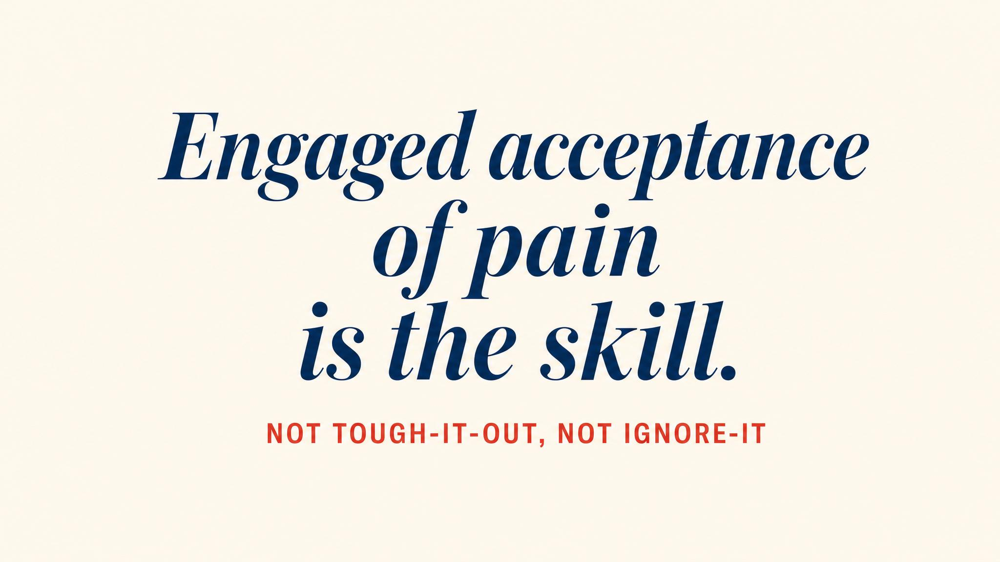 Engaged acceptance
of pain
is the skill.
NOT TOUGH-IT-OUT, NOT IGNORE-IT